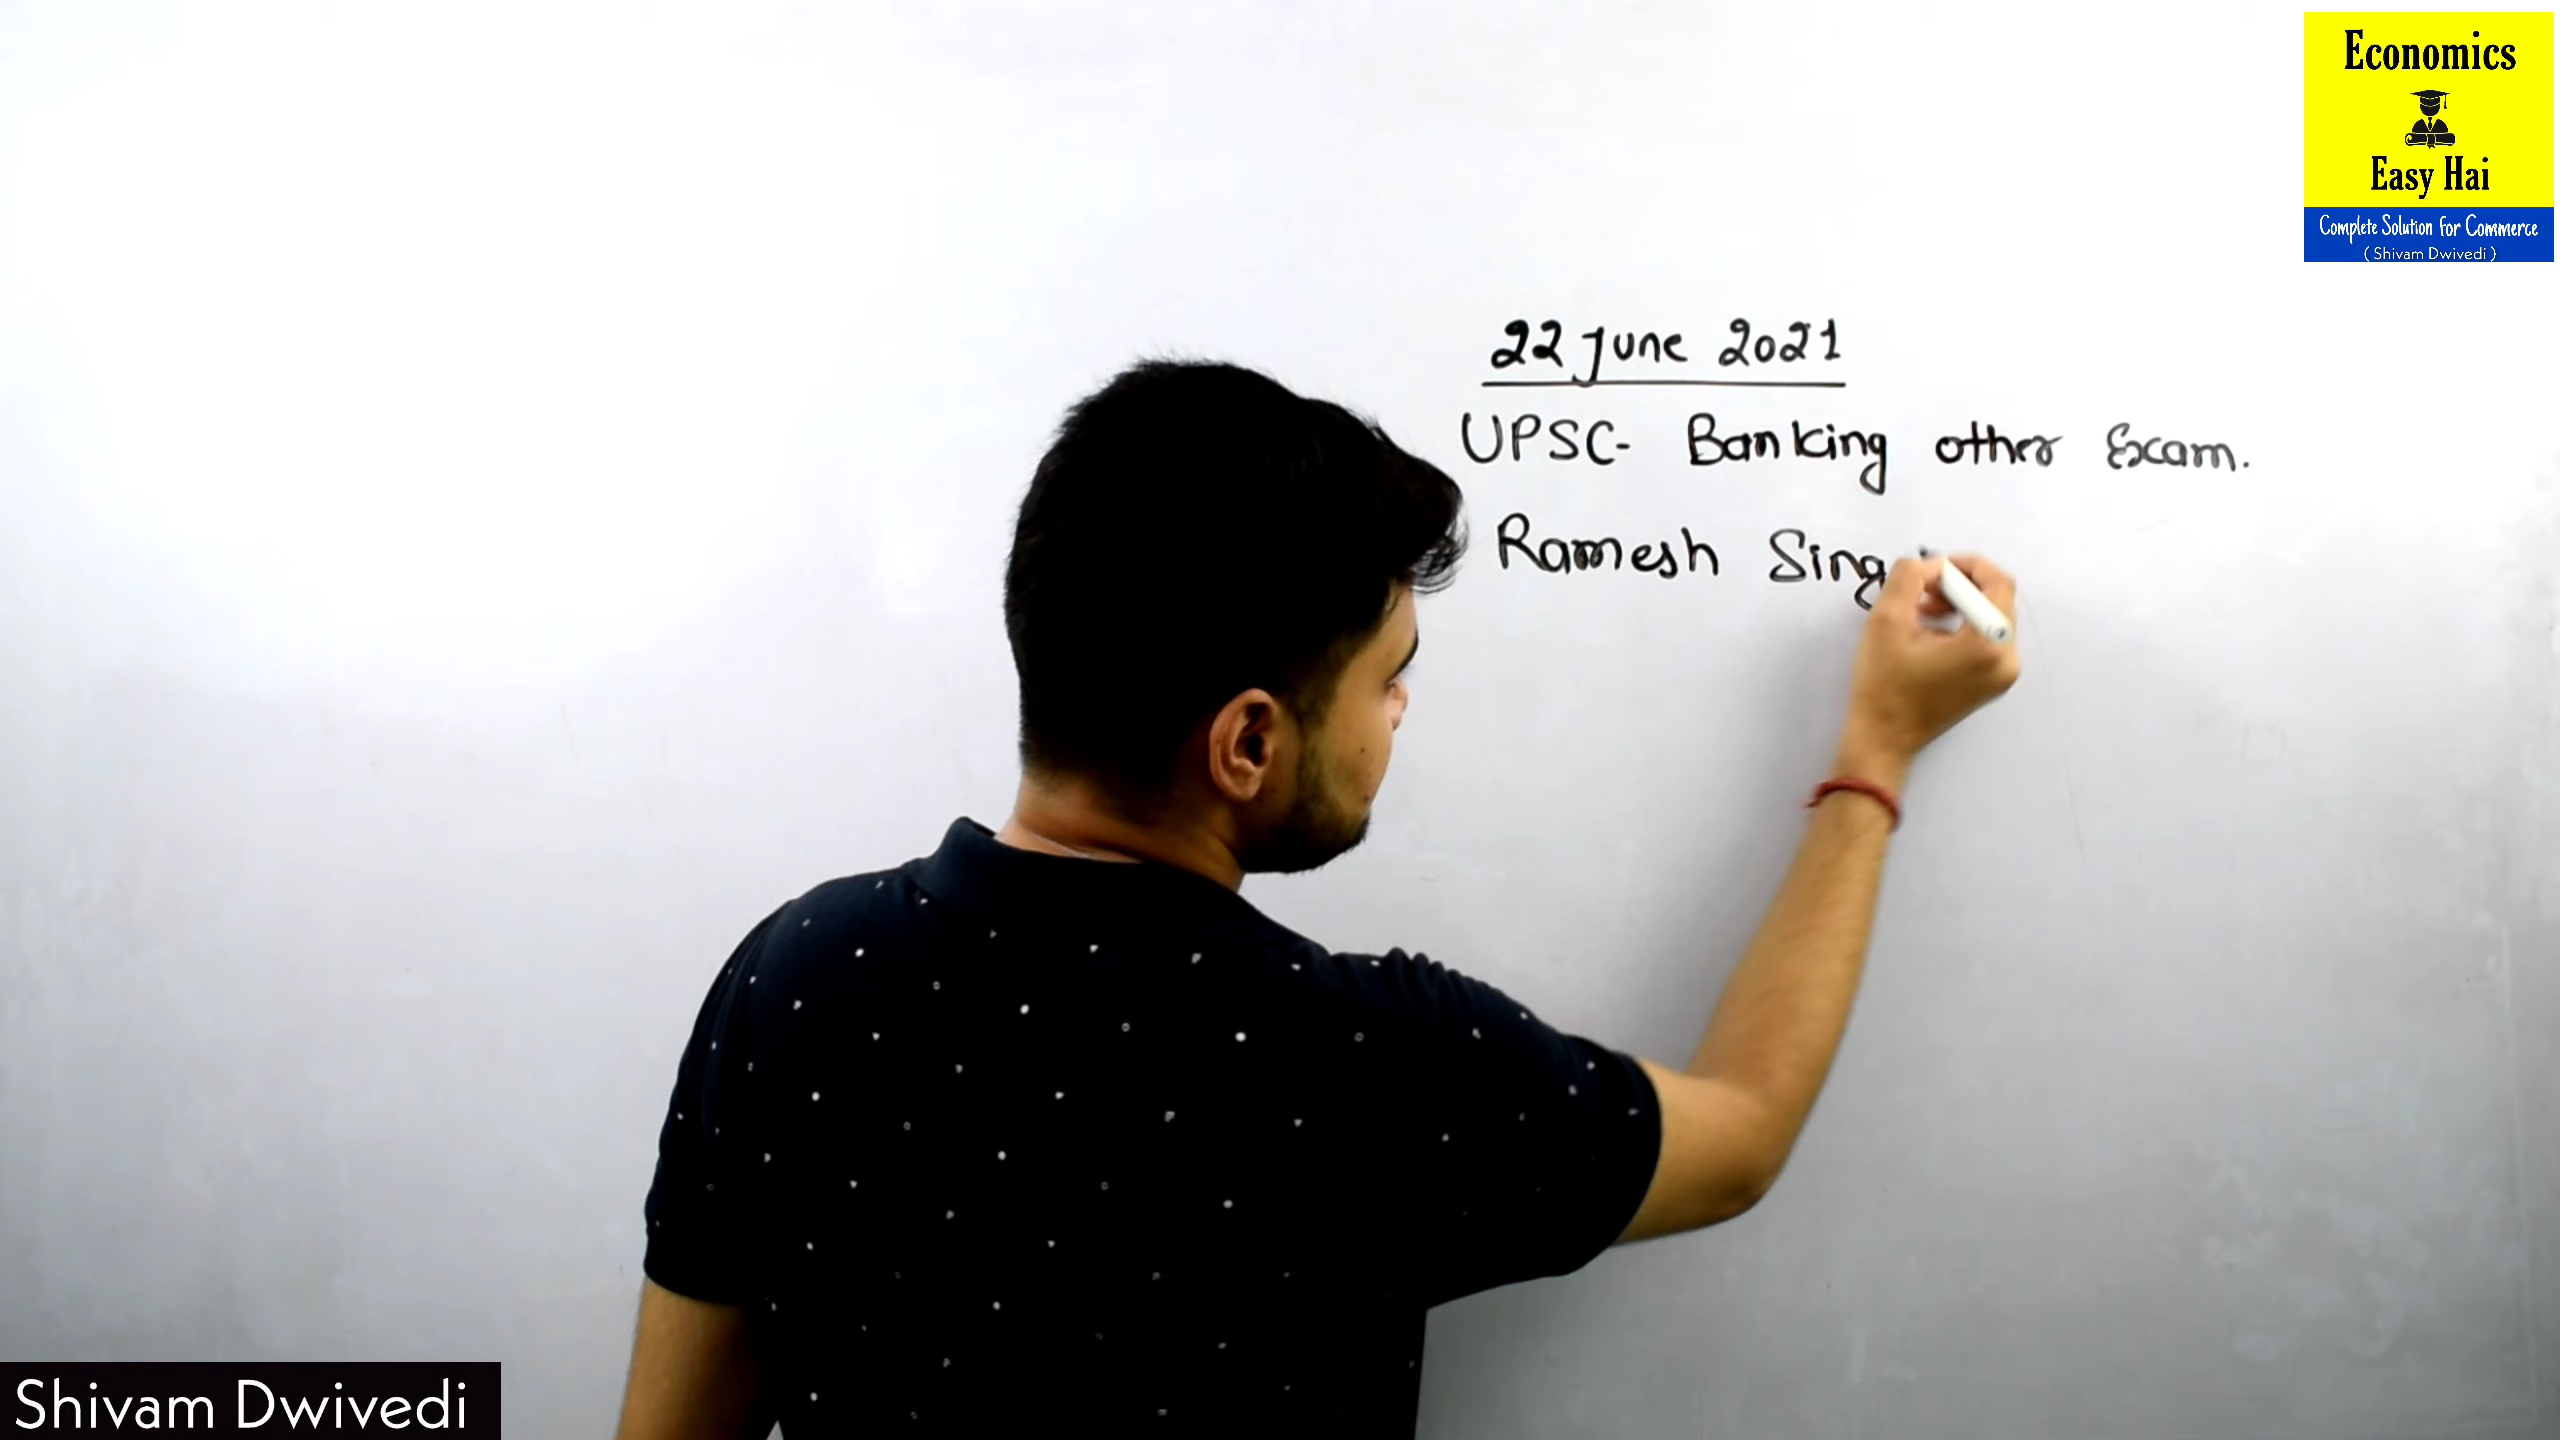 Economics
Easy Hai
Complete Solution for Commerce
( Shivam Dwivedi )
22 June 2021
UPSC- Banking other Exam.
Ramesh Sing
Shivam Dwivedi